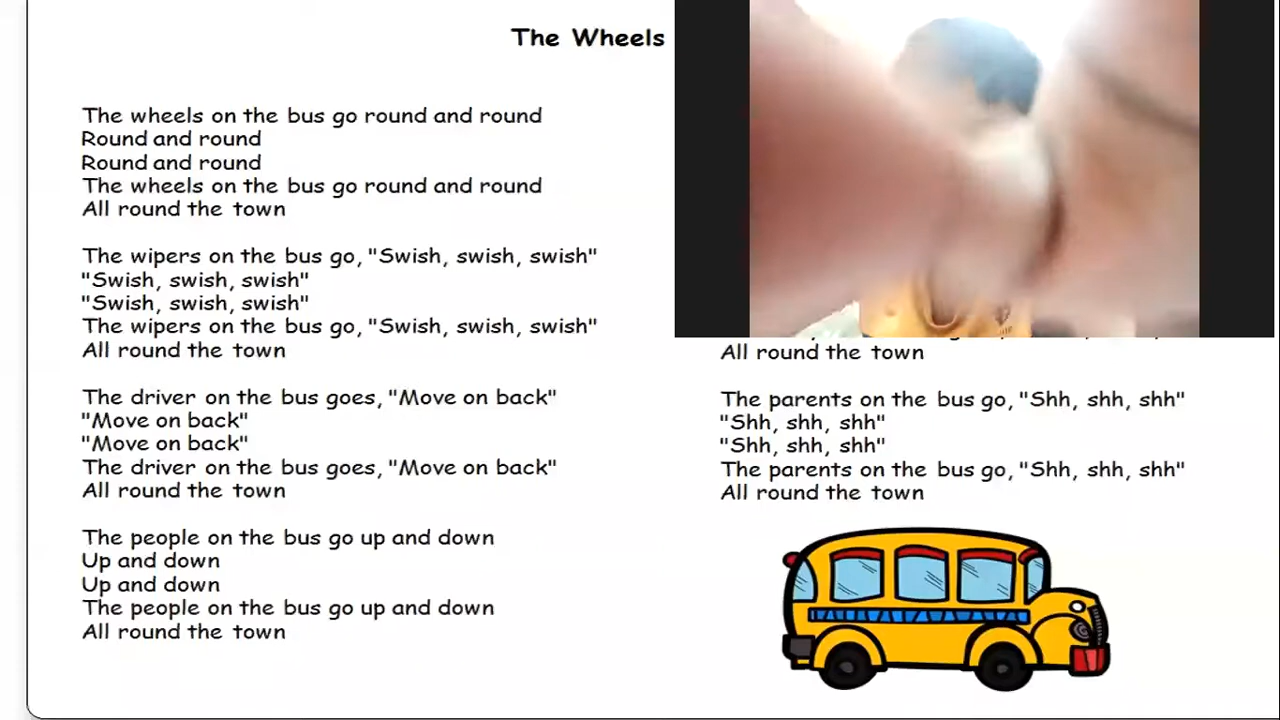 The Wheels
The wheels on the bus go round and round
Round and round
Round and round
The wheels on the bus go round and round
All round the town
The wipers on the bus go, "Swish, swish, swish"
"Swish, swish, swish"
"Swish, swish, swish"
The wipers on the bus go, "Swish, swish, swish"
All round the town
The driver on the bus goes, "Move on back"
"Move on back"
"Move on back"
The driver on the bus goes, "Move on back"
All round the town
The people on the bus go up and down
Up and down
Up and down
The people on the bus go up and down
All round the town
All round the town
The parents on the bus go, "Shh, shh, shh"
"Shh, shh, shh"
"Shh, shh, shh"
The parents on the bus go, "Shh, shh, shh"
All round the town